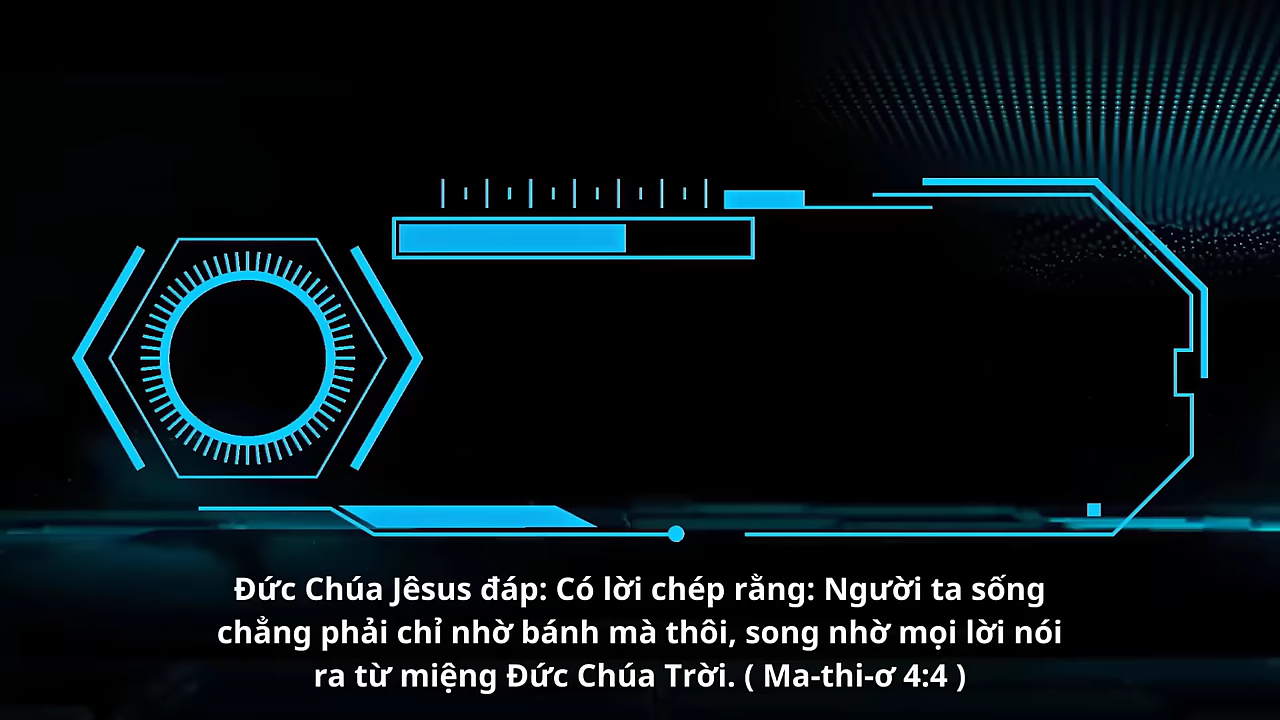 Đức Chúa Jêsus đáp: Có lời chép rằng: Người ta sống
chẳng phải chỉ nhờ bánh mà thôi, song nhờ mọi lời nói
ra từ miệng Đức Chúa Trời. ( Ma-thi-ơ 4:4 )